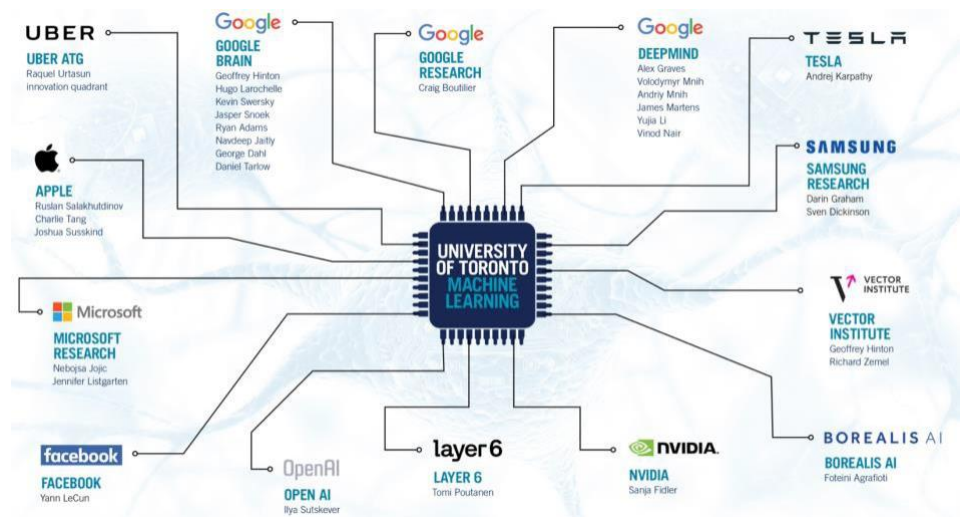 UBER
UBER ATG
Raquel Urtasun
innovation quadrant
Google
GOOGLE
BRAIN
Geoffrey Hinton
Hugo Larochelle
Kevin Swersky
Jasper Snoek
Ryan Adams
Navdeep Jaitly
George Dahl
Daniel Tarlow
Google
GOOGLE
RESEARCH
Craig Boutilier
Google
DEEPMIND
Alex Graves
Volodymyr Mnih
Andriy Mnih
James Martens
Yujia Li
Vinod Nair
TESLA
TESLA
Andrej Karpathy
APPLE
Ruslan Salakhutdinov
Charlie Tang
Joshua Susskind
UNIVERSITY
OF TORONTO
MACHINE
LEARNING
SAMSUNG
SAMSUNG
RESEARCH
Darin Graham
Sven Dickinson
Microsoft
MICROSOFT
RESEARCH
Nebojsa Jojic
Jennifer Listgarten
VECTOR
INSTITUTE
VECTOR
INSTITUTE
Geoffrey Hinton
Richard Zemel
facebook
FACEBOOK
Yann LeCun
OpenAI
OPEN AI
Ilya Sutskever
layer6
LAYER 6
Tomi Poutanen
NVIDIA.
NVIDIA
Sanja Fidler
BOREALIS AI
BOREALIS AI
Foteini Agrafioti